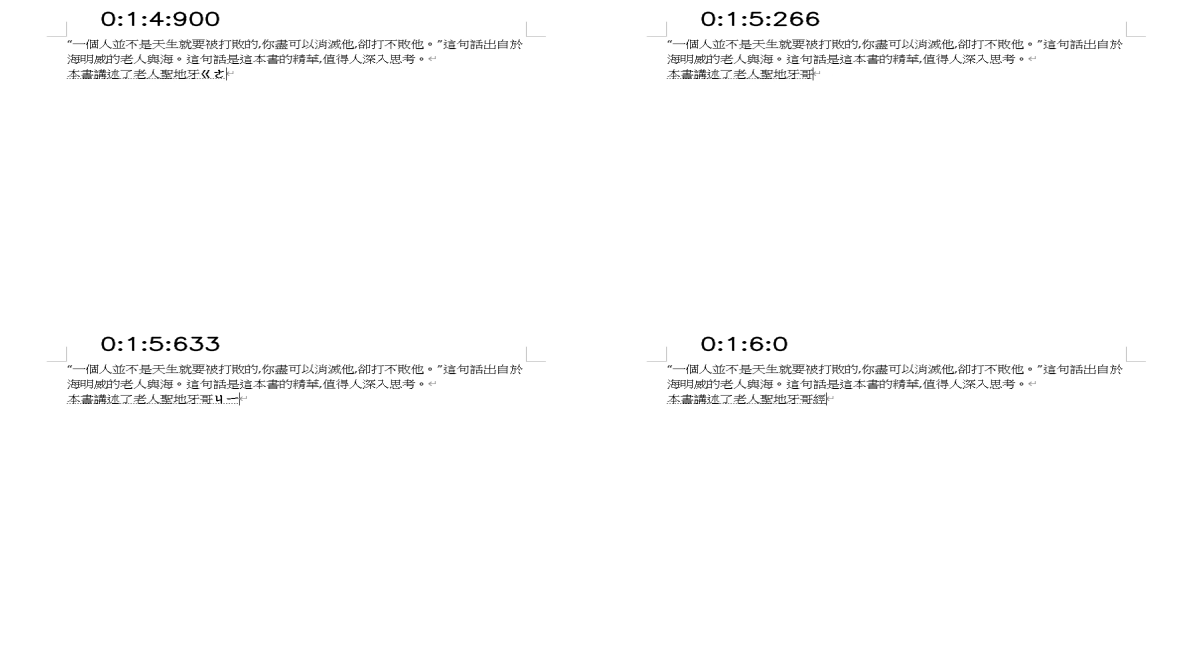 0:1:4:900
“一個人並不是天生就要被打敗的,你盡可以消滅他,卻打不敗他。”這句話出自於
海明威的老人與海。這句話是這本書的精華,值得人深入思考。
本書講述了老人聖地牙ㄍㄜ
0:1:5:266
“一個人並不是天生就要被打敗的,你盡可以消滅他,卻打不敗他。”這句話出自於
海明威的老人與海。這句話是這本書的精華,值得人深入思考。
本書講述了老人聖地牙哥
0:1:5:633
“一個人並不是天生就要被打敗的,你盡可以消滅他,卻打不敗他。”這句話出自於
海明威的老人與海。這句話是這本書的精華,值得人深入思考。
本書講述了老人聖地牙哥ㄐㄧ
0:1:6:0
“一個人並不是天生就要被打敗的,你盡可以消滅他,卻打不敗他。”這句話出自於
海明威的老人與海。這句話是這本書的精華,值得人深入思考。
本書講述了老人聖地牙哥經